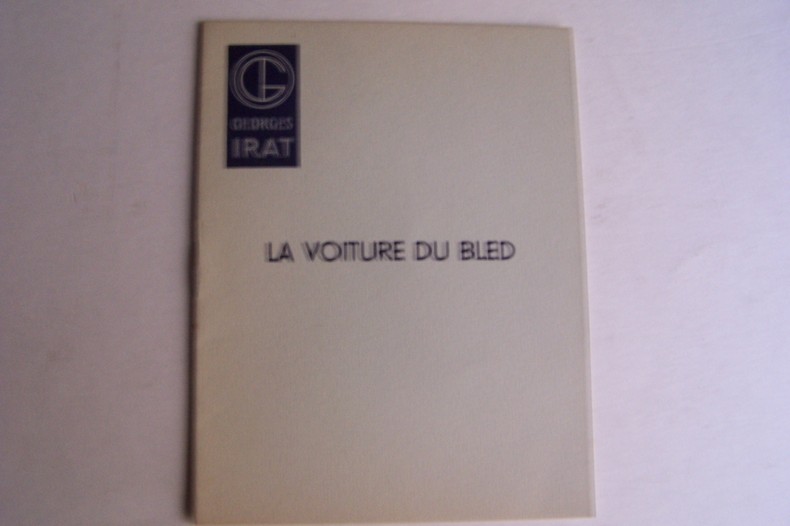 GEORGES
IRAT
LA VOITURE DU BLED